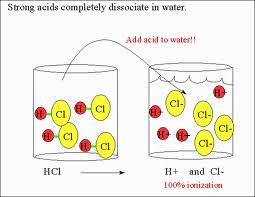 Strong acids completely dissociate in water.
Add acid to water!!
H Cl
H Cl
H Cl
H Cl
H+ Cl-
Cl-
H+ Cl-
H+ H+ Cl-
HCl H+ and Cl-
100% ionization